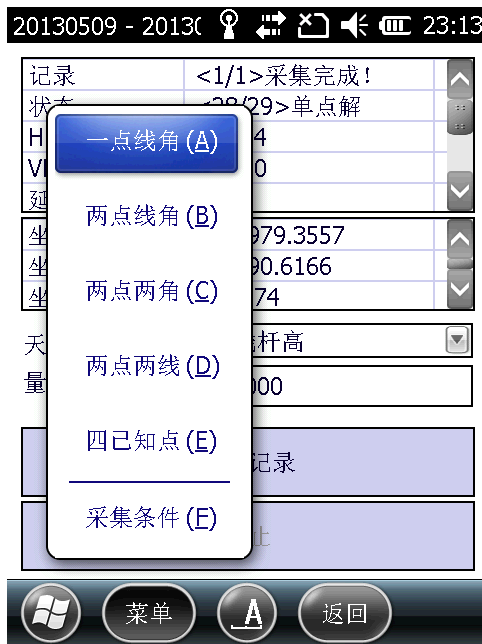 20130509 - 2013( 23:13
记录 <1/1>采集完成！
状态 <28/29>单点解
H 4
VI 0
延
坐 979.3557
坐 90.6166
坐 74
天 杆高
量 000
记录
止
一点线角(A)
两点线角(B)
两点两角(C)
两点两线(D)
四已知点(E)
采集条件(F)
菜单 A 返回